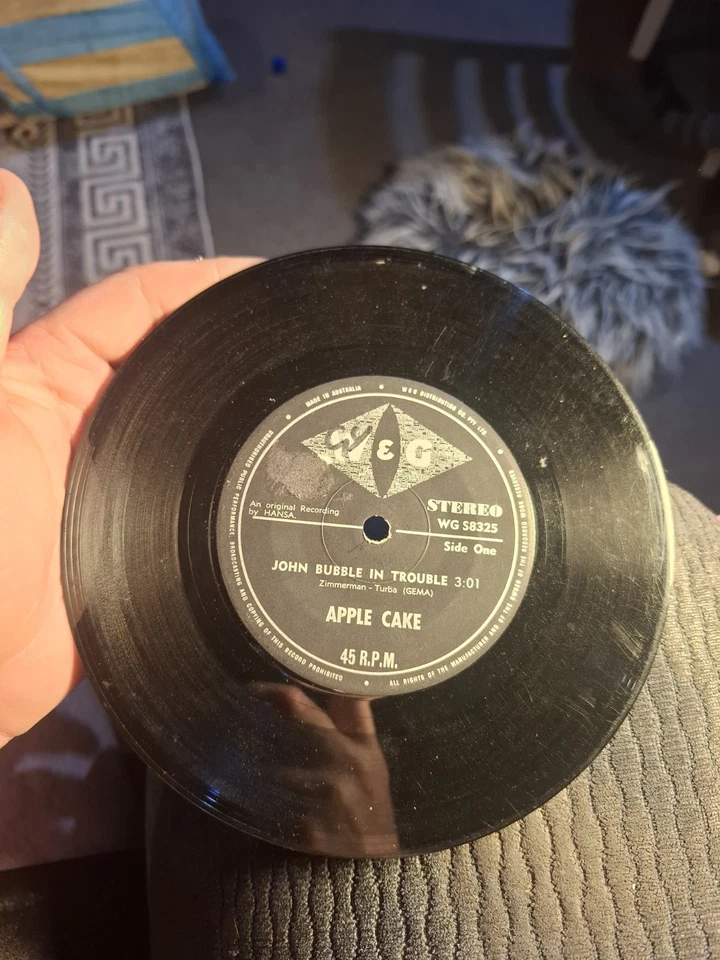 MADE IN AUSTRALIA • W & G DISTRIBUTING CO. PTY LTD.
W & G
An original Recording
by HANSA.
STEREO
WG S8325
Side One
JOHN BUBBLE IN TROUBLE 3:01
Zimmerman - Turba (GEMA)
APPLE CAKE
45 R.P.M.
UNAUTHORISED PUBLIC PERFORMANCE, BROADCASTING AND COPYING OF THIS RECORD PROHIBITED • ALL RIGHTS OF THE MANUFACTURER AND OF THE OWNER OF THE RECORDED WORK RESERVED